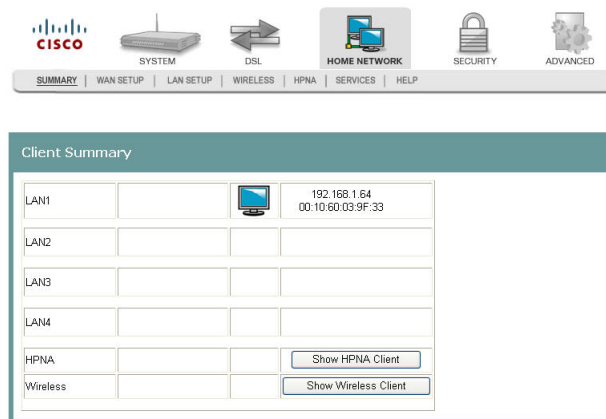 CISCO
SYSTEM DSL HOME NETWORK SECURITY ADVANCED
SUMMARY | WAN SETUP | LAN SETUP | WIRELESS | HPNA | SERVICES | HELP
Client Summary
LAN1 192.168.1.64
00:10:60:03:9F:33
LAN2
LAN3
LAN4
HPNA Show HPNA Client
Wireless Show Wireless Client